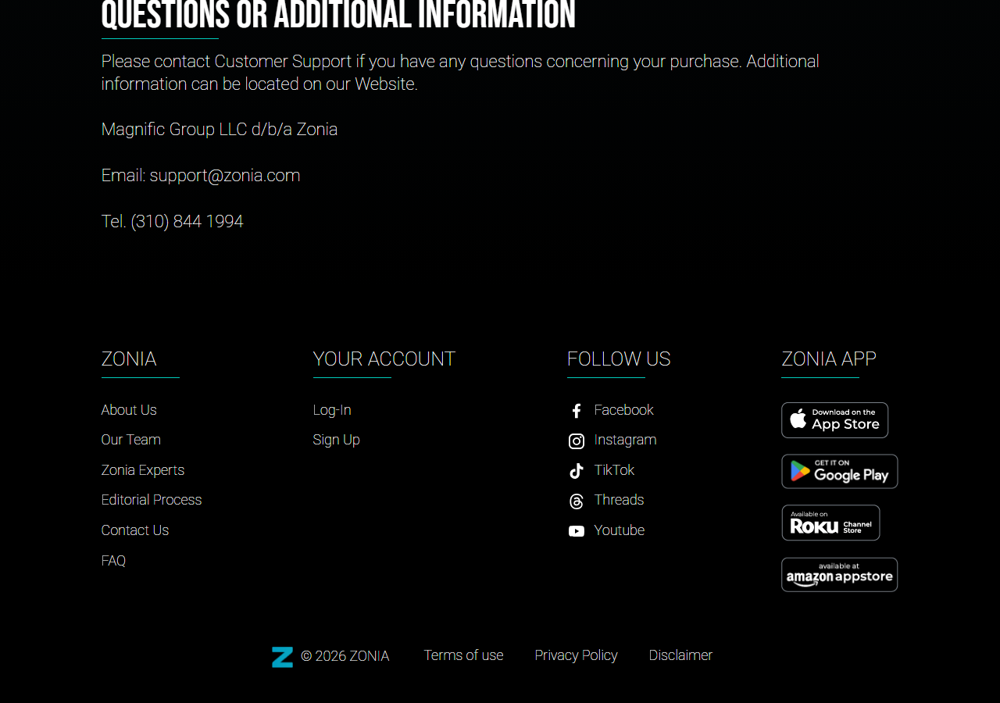 QUESTIONS OR ADDITIONAL INFORMATION
Please contact Customer Support if you have any questions concerning your purchase. Additional
information can be located on our Website.
Magnific Group LLC d/b/a Zonia
Email: support@zonia.com
Tel. (310) 844 1994
ZONIA
About Us
Our Team
Zonia Experts
Editorial Process
Contact Us
FAQ
YOUR ACCOUNT
Log-In
Sign Up
FOLLOW US
Facebook
Instagram
TikTok
Threads
Youtube
ZONIA APP
Download on the
App Store
GET IT ON
Google Play
Available on
ROKU Channel
Store
available at
amazon appstore
Z © 2026 ZONIA Terms of use Privacy Policy Disclaimer